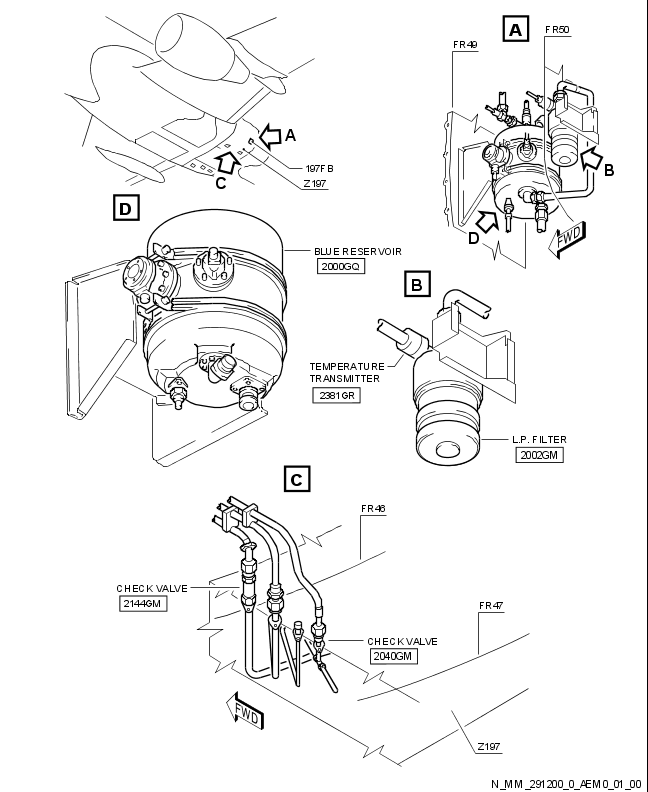 A
FR50
FR49
A
197FB
Z197
C
B
D
FWD
D
BLUE RESERVOIR
2000GQ
B
TEMPERATURE
TRANSMITTER
2381GR
L.P. FILTER
2002GM
C
FR46
CHECK VALVE
2144GM
FR47
CHECK VALVE
2040GM
FWD
Z197
N_MM_291200_0_AEM0_01_00